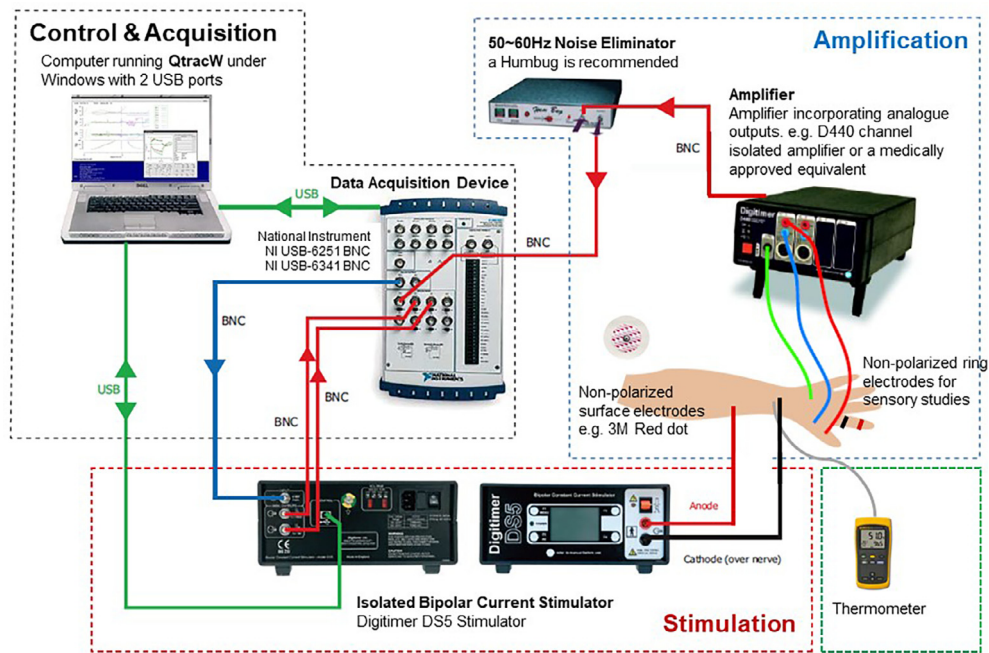 Control & Acquisition
Computer running QtracW under
Windows with 2 USB ports
50~60Hz Noise Eliminator
a Humbug is recommended
Amplification
Amplifier
Amplifier incorporating analogue
outputs. e.g. D440 channel
isolated amplifier or a medically
approved equivalent
BNC
DELL
USB
Data Acquisition Device
National Instrument
NI USB-6251 BNC
NI USB-6341 BNC
BNC
Digitimer
BNC
BNC
BNC
USB
NATIONAL
INSTRUMENTS
Non-polarized
surface electrodes
e.g. 3M Red dot
Non-polarized ring
electrodes for
sensory studies
Bipolar Constant Current Stimulator
Digitimer
DS5
Anode
Cathode (over nerve)
CE
Isolated Bipolar Current Stimulator
Digitimer DS5 Stimulator
Stimulation
Thermometer